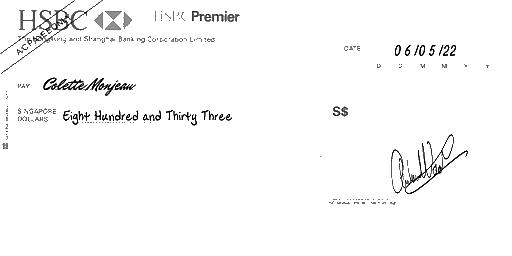 HSBC HSBC Premier
A/C PAYEE ONLY
The Hongkong and Shanghai Banking Corporation Limited
DATE 06/05/22
D D M M Y Y
PAY Colette Monjeau
SINGAPORE
DOLLARS Eight Hundred and Thirty Three
S$